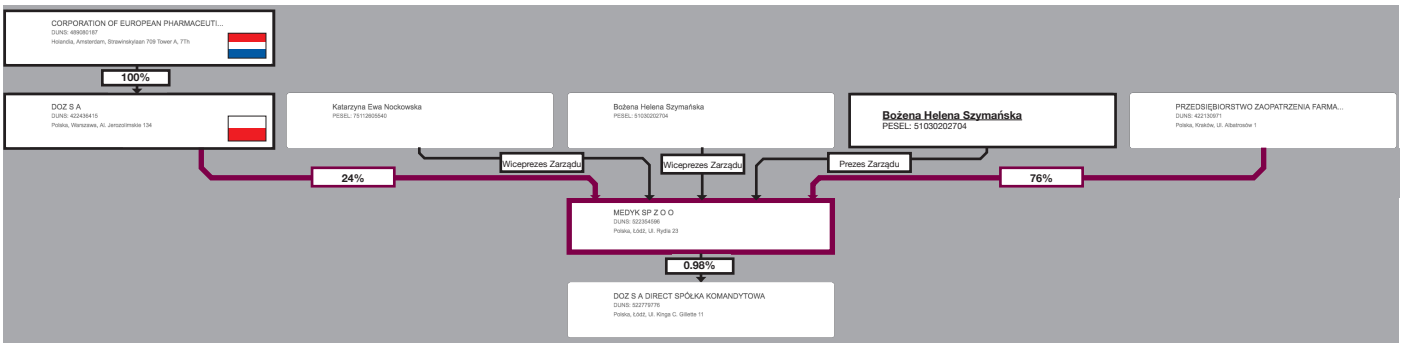 CORPORATION OF EUROPEAN PHARMACEUTI...
DUNS: 489080187
Holandia, Amsterdam, Strawinskylaan 709 Tower A, 7Th
100%
DOZ S A
DUNS: 422436415
Polska, Warszawa, Al. Jerozolimskie 134
Katarzyna Ewa Nockowska
PESEL: 75112605640
Bożena Helena Szymańska
PESEL: 51030202704
Bożena Helena Szymańska
PESEL: 51030202704
PRZEDSIĘBIORSTWO ZAOPATRZENIA FARMA...
DUNS: 422130971
Polska, Kraków, Ul. Albatrosów 1
Wiceprezes Zarządu
Wiceprezes Zarządu
Prezes Zarządu
24%
76%
MEDYK SP Z O O
DUNS: 522354596
Polska, Łódź, Ul. Rydla 23
0.98%
DOZ S A DIRECT SPÓŁKA KOMANDYTOWA
DUNS: 522779778
Polska, Łódź, Ul. Kinga C. Gillette 11